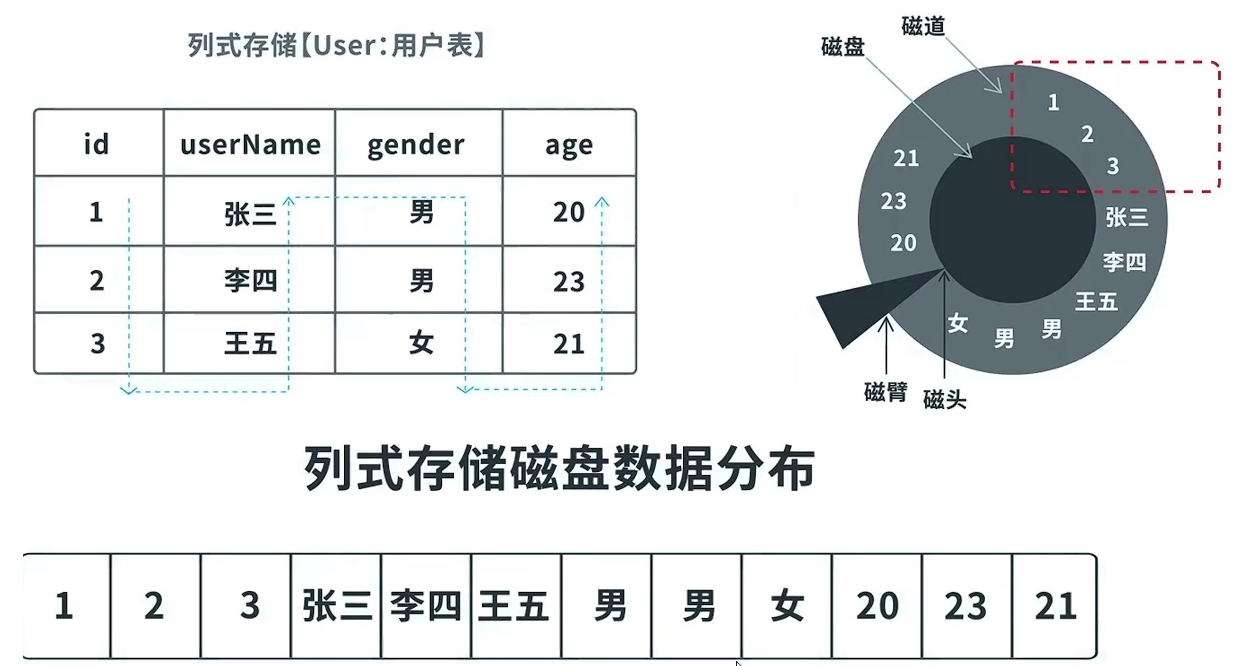 列式存储【User：用户表】
id userName gender age
1 张三 男 20
2 李四 男 23
3 王五 女 21
磁道
磁盘
1
2
3
张三
李四
王五
男
男
女
20
23
21
磁臂 磁头
列式存储磁盘数据分布
1 2 3 张三 李四 王五 男 男 女 20 23 21